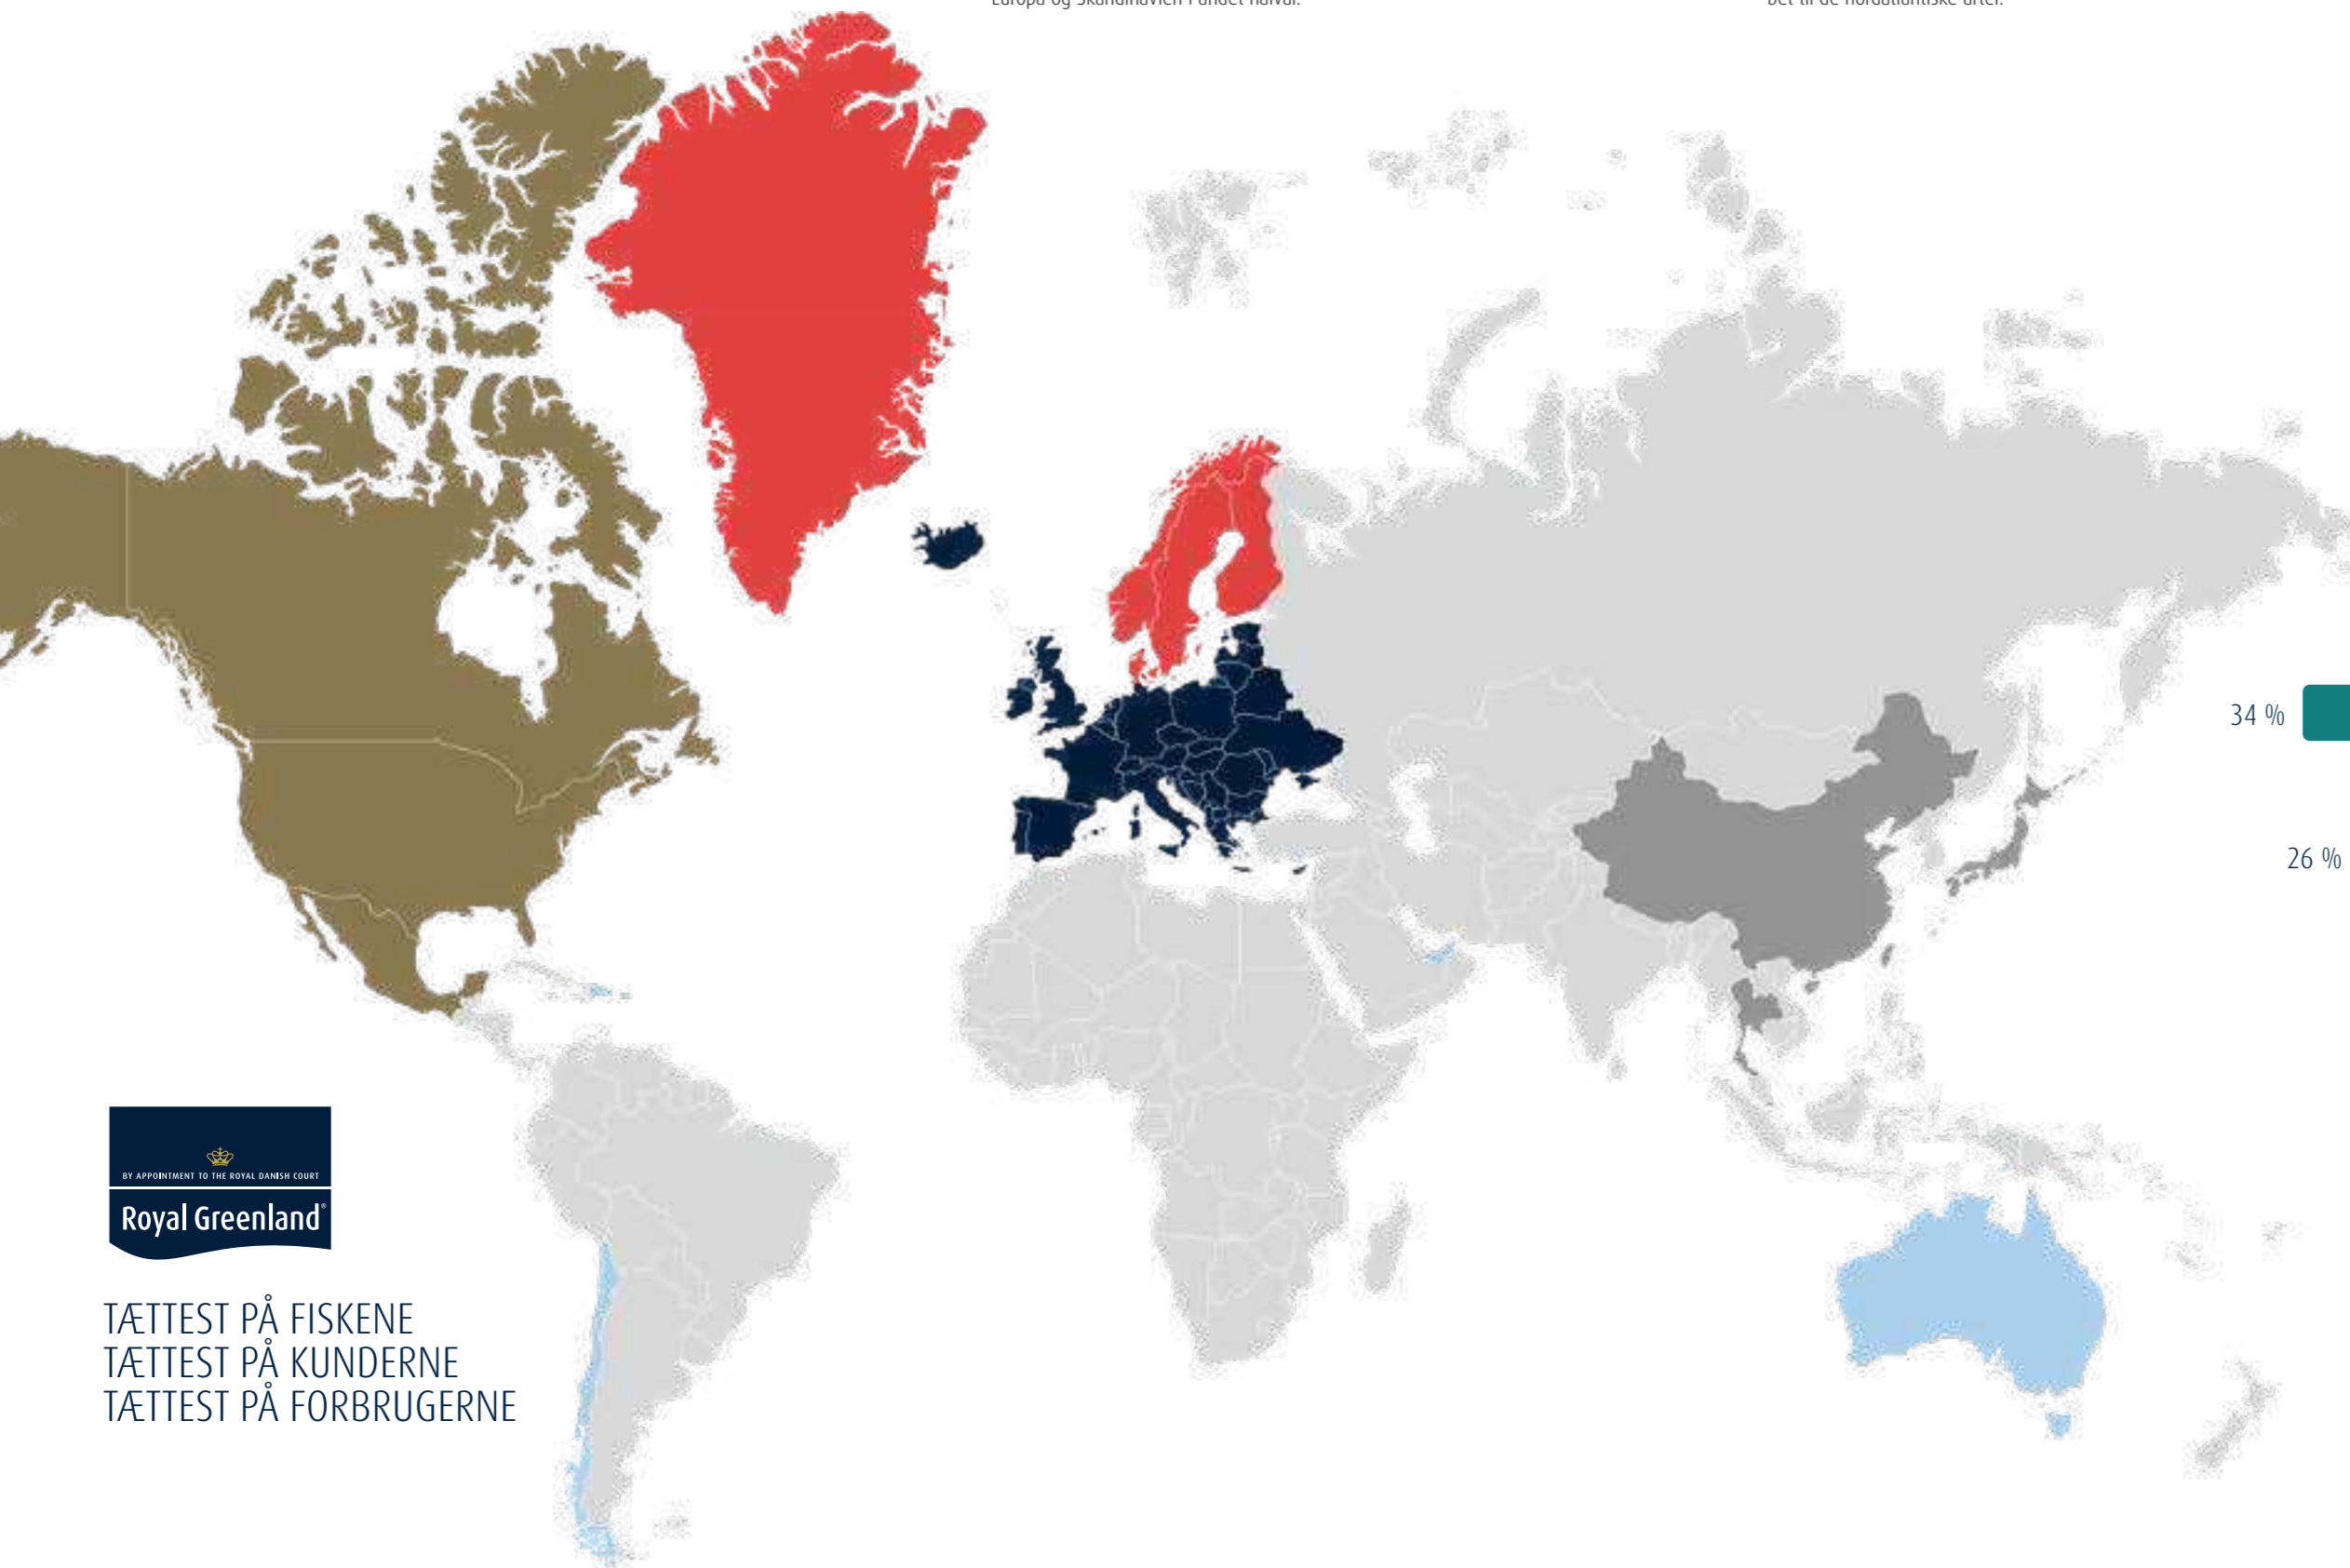 34 %
26 %
BY APPOINTMENT TO THE ROYAL DANISH COURT
Royal Greenland®
TÆTTEST PÅ FISKENE
TÆTTEST PÅ KUNDERNE
TÆTTEST PÅ FORBRUGERNE